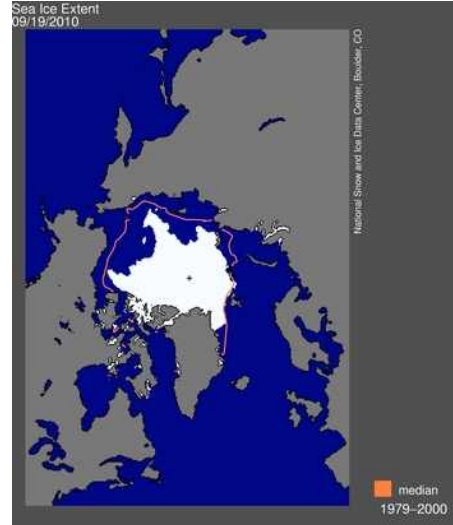 Sea Ice Extent
09/19/2010
National Snow and Ice Data Center, Boulder, CO
median
1979–2000